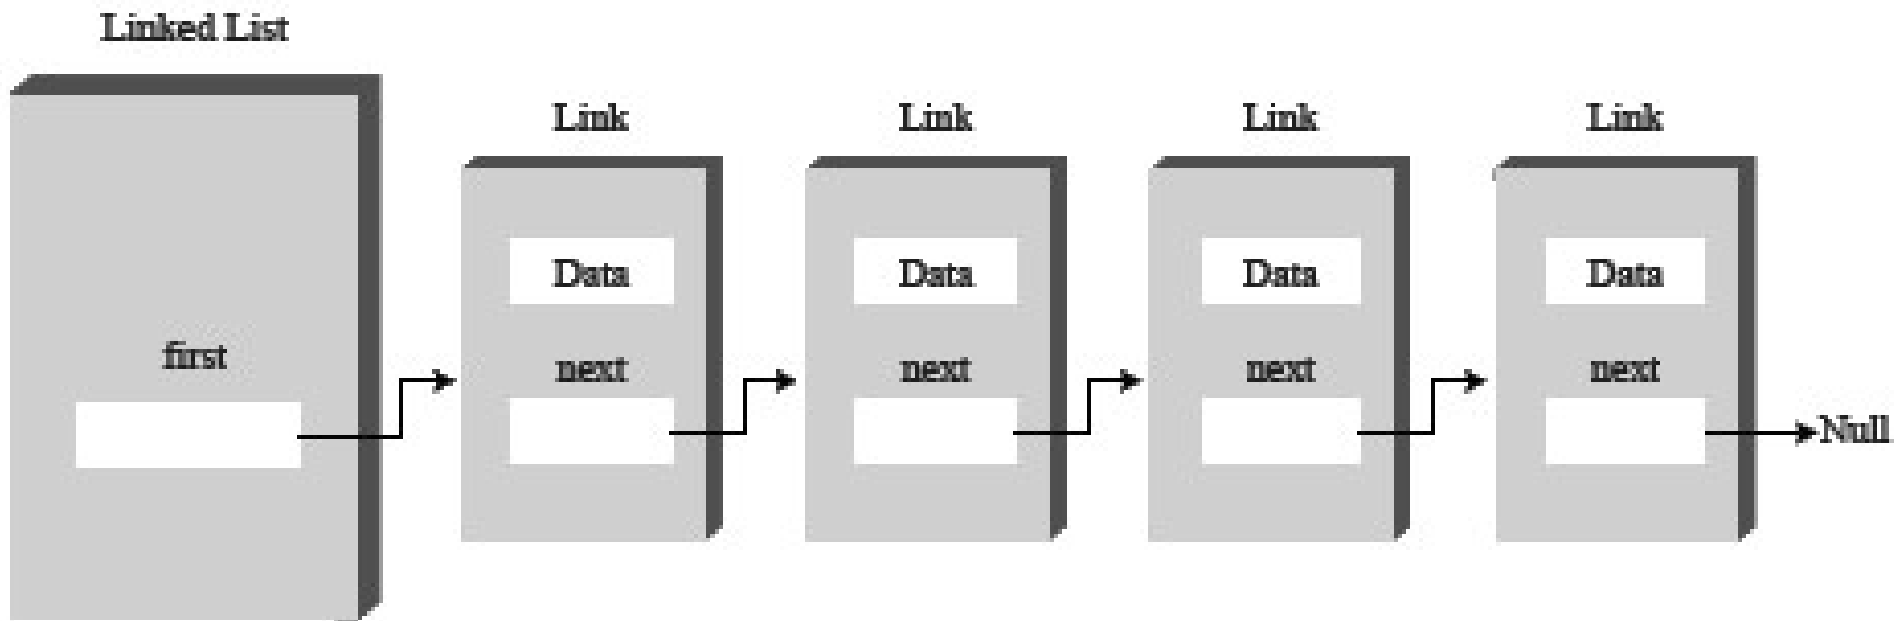 Linked List
Link Link Link Link
Data Data Data Data
first
next next next next
Null